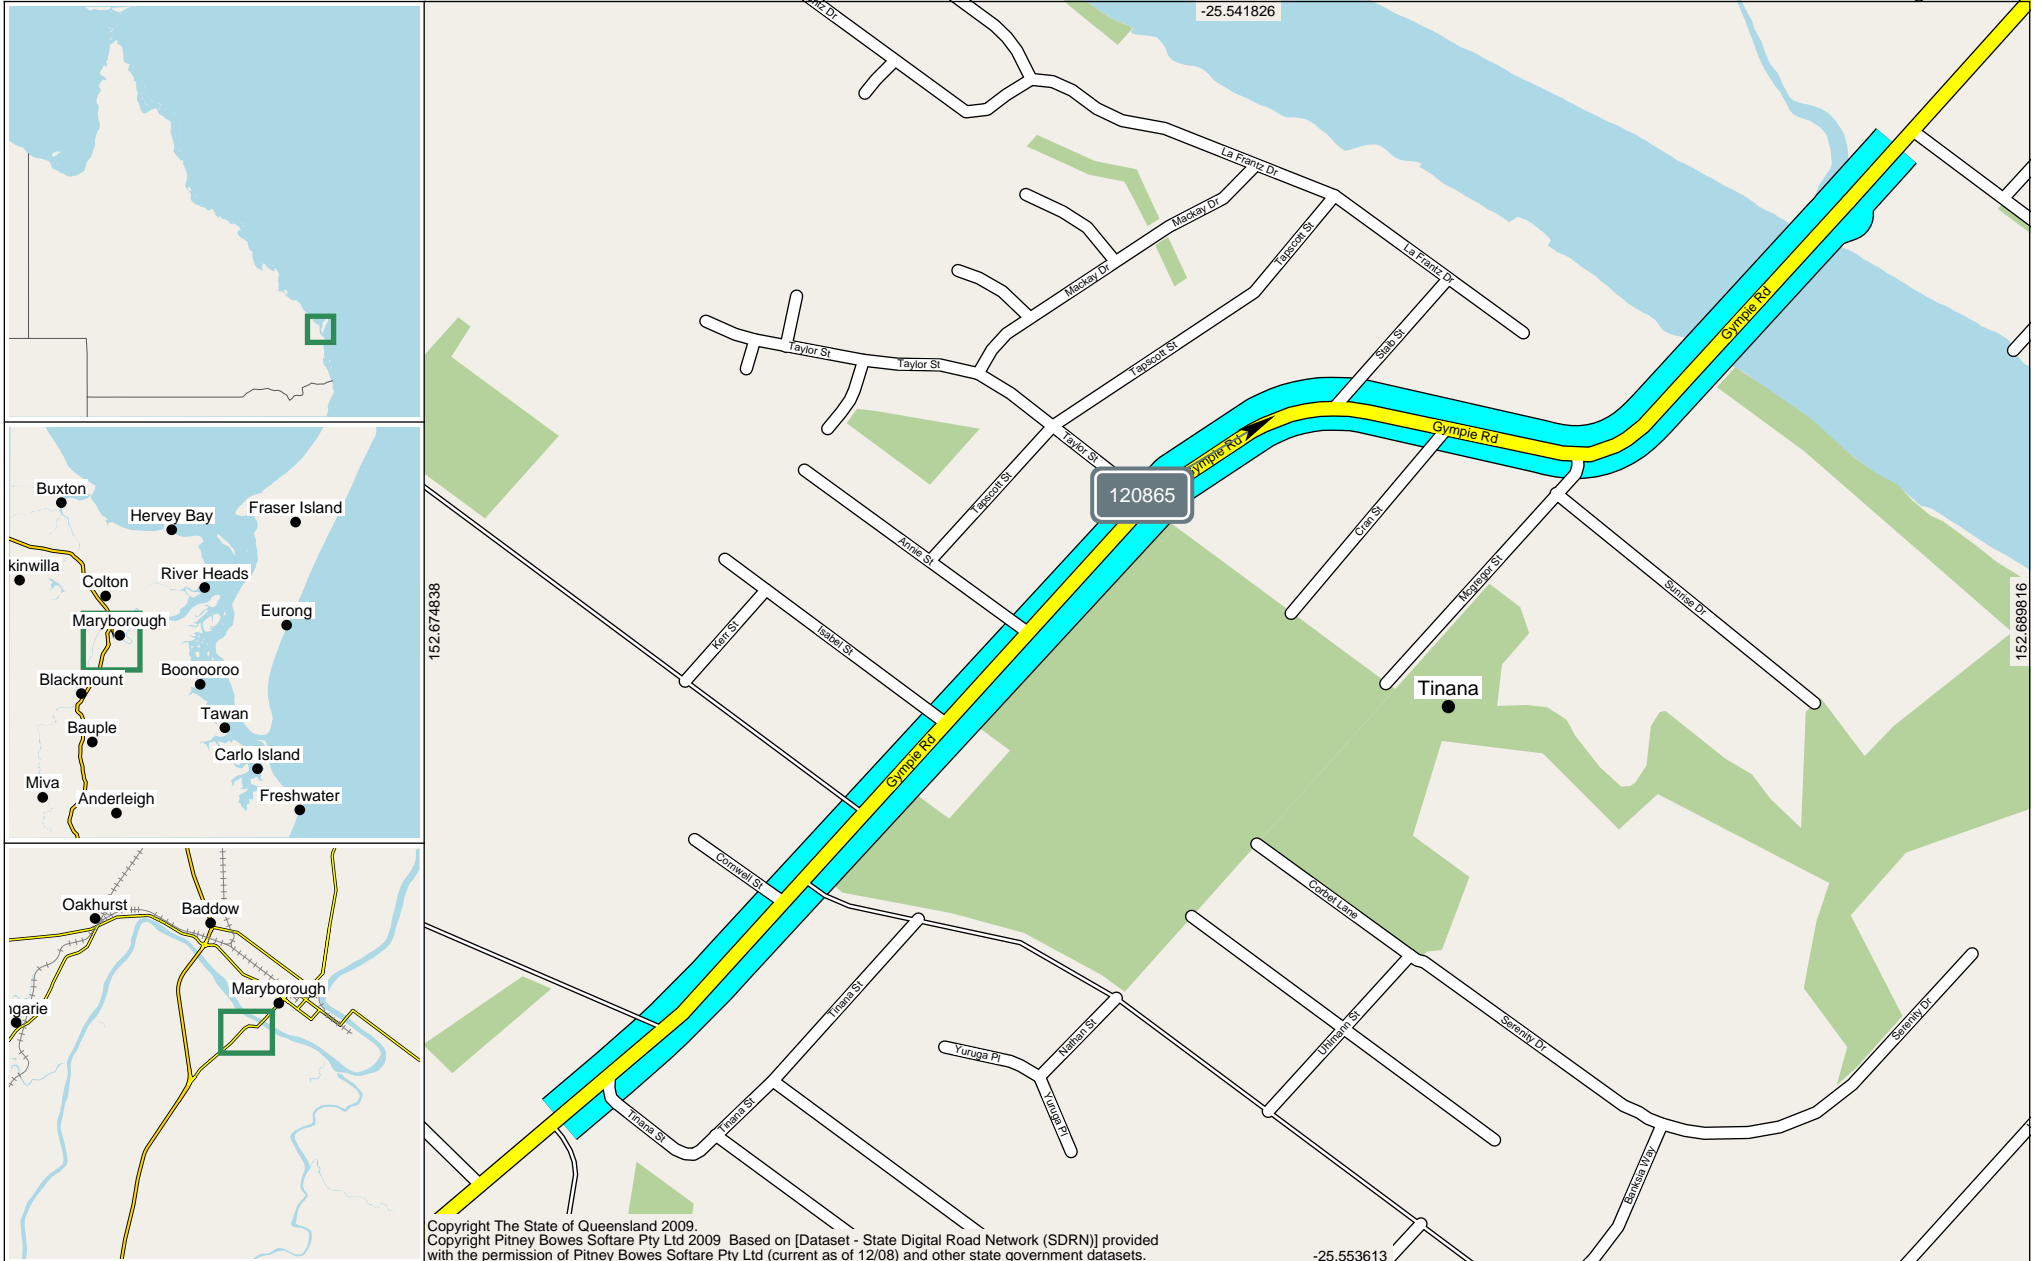 -25.541826
La Frantz Dr
Mackay Dr
Tapscott St
La Frantz Dr
Mackay Dr
Gympie Rd
Staib St
Taylor St
Taylor St
Tapscott St
Gympie Rd
Gympie Rd
Taylor St
Tapscott St
120865
Cran St
Annie St
Mcgregor St
Sunrise Dr
152.674838
152.689816
Kerr St
Isabel St
Tinana
Gympie Rd
Cornwell St
Corbet Lane
Tinana St
Nathan St
Yuruga Pl
Yuruga Pl
Uhlmann St
Serenity Dr
Serenity Dr
Tinana St
Tinana St
Banksia Way
Buxton
Hervey Bay
Fraser Island
kinwilla
Colton
River Heads
Maryborough
Eurong
Blackmount
Boonooroo
Bauple
Tawan
Carlo Island
Miva
Anderleigh
Freshwater
Oakhurst
Baddow
Maryborough
ngarie
Copyright The State of Queensland 2009.
Copyright Pitney Bowes Softare Pty Ltd 2009 Based on [Dataset - State Digital Road Network (SDRN)] provided
with the permission of Pitney Bowes Softare Pty Ltd (current as of 12/08) and other state government datasets.
-25.553613